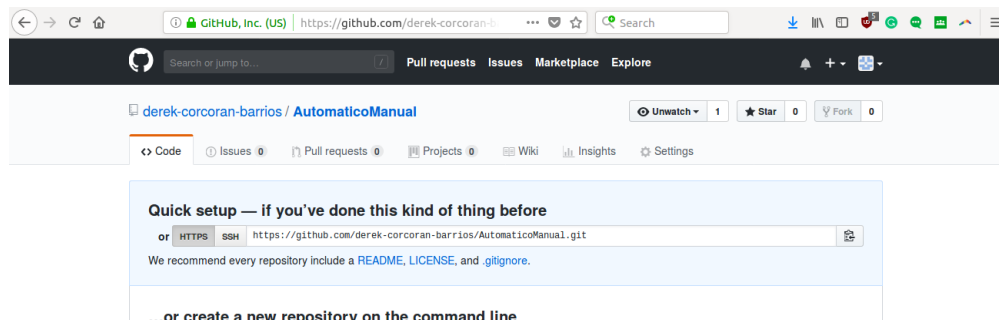 GitHub, Inc. (US) https://github.com/derek-corcoran-b Search
5
Search or jump to... / Pull requests Issues Marketplace Explore
derek-corcoran-barrios / AutomaticoManual
Unwatch 1 Star 0 Fork 0
<> Code Issues 0 Pull requests 0 Projects 0 Wiki Insights Settings
Quick setup — if you've done this kind of thing before
or HTTPS SSH https://github.com/derek-corcoran-barrios/AutomaticoManual.git
We recommend every repository include a README, LICENSE, and .gitignore.
...or create a new repository on the command line